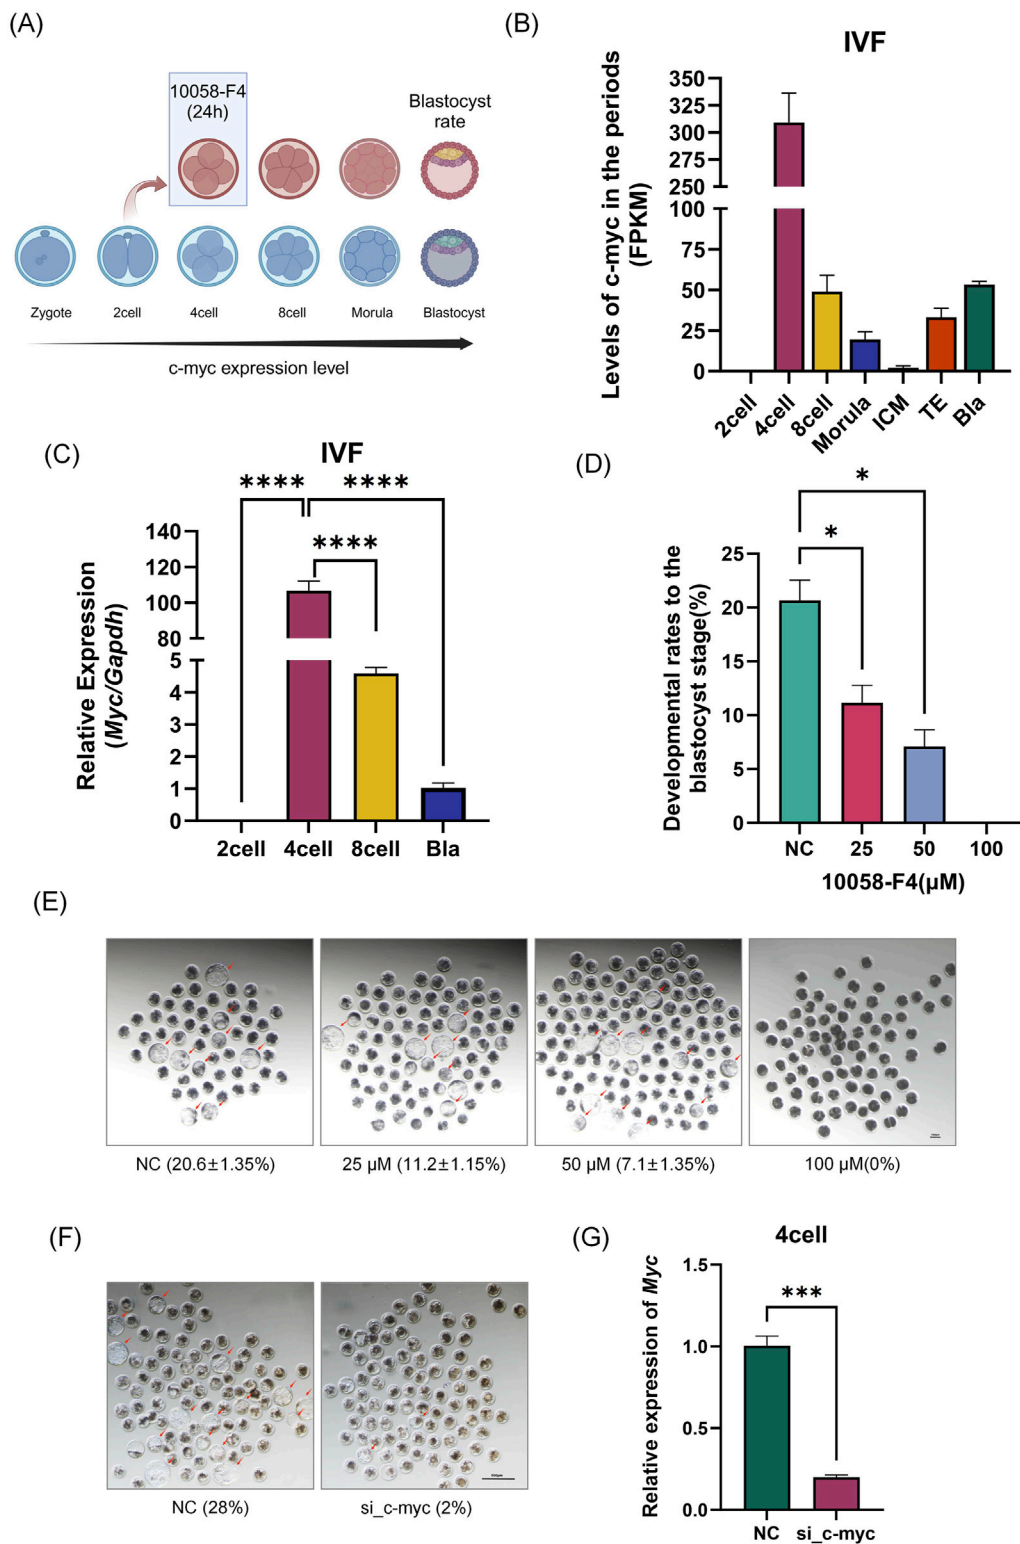 (A)
10058-F4
(24h)
Blastocyst
rate
Zygote
2cell
4cell
8cell
Morula
Blastocyst
c-myc expression level
(B)
IVF
Levels of c-myc in the periods
(FPKM)
350
325
300
275
250
100
75
50
25
0
2cell
4cell
8cell
Morula
ICM
TE
Bla
(C)
IVF
****
****
****
Relative Expression
(Myc/Gapdh)
140
120
100
80
5
4
3
2
1
0
2cell
4cell
8cell
Bla
(D)
*
*
Developmental rates to the
blastocyst stage(%)
25
20
15
10
5
0
NC
25
50
100
10058-F4(μM)
(E)
NC (20.6±1.35%)
25 μM (11.2±1.15%)
50 μM (7.1±1.35%)
100 μM(0%)
(F)
NC (28%)
si_c-myc (2%)
(G)
4cell
***
Relative expression of Myc
1.5
1.0
0.5
0.0
NC
si_c-myc